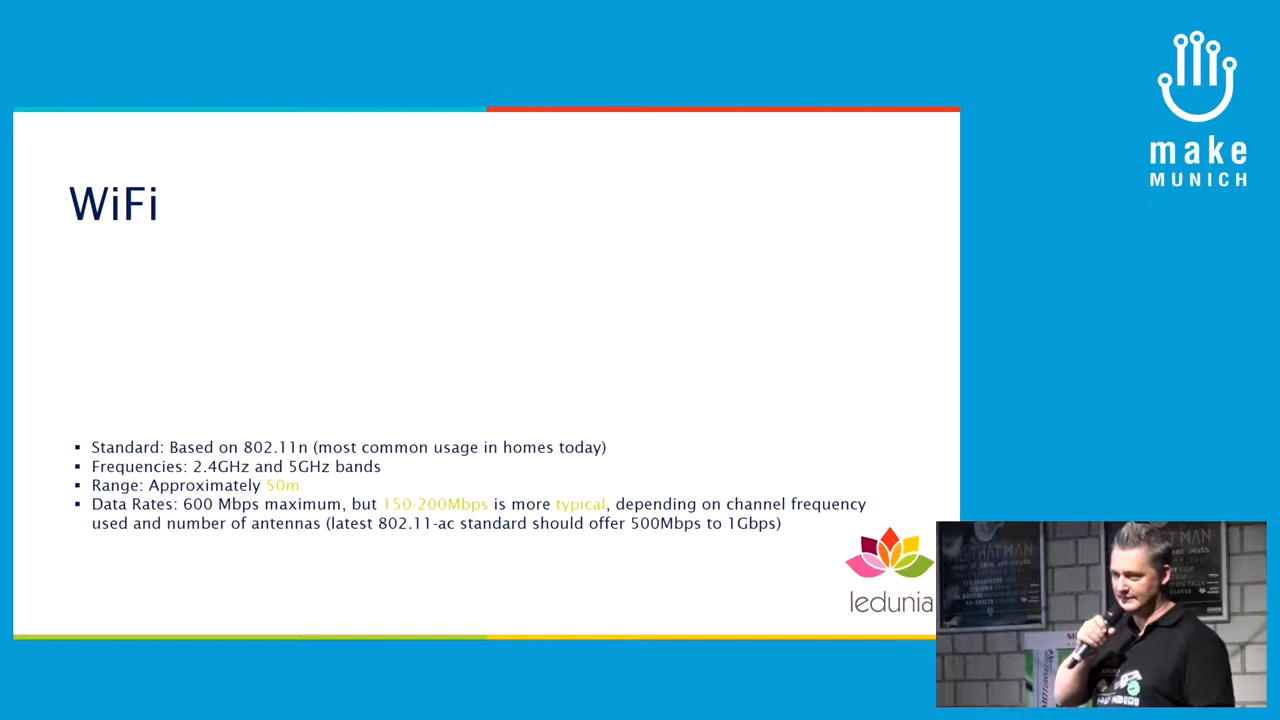 make
MUNICH
WiFi
▪ Standard: Based on 802.11n (most common usage in homes today)
▪ Frequencies: 2.4GHz and 5GHz bands
▪ Range: Approximately 50m
▪ Data Rates: 600 Mbps maximum, but 150-200Mbps is more typical, depending on channel frequency
used and number of antennas (latest 802.11-ac standard should offer 500Mbps to 1Gbps)
ledunia
THAT MAN